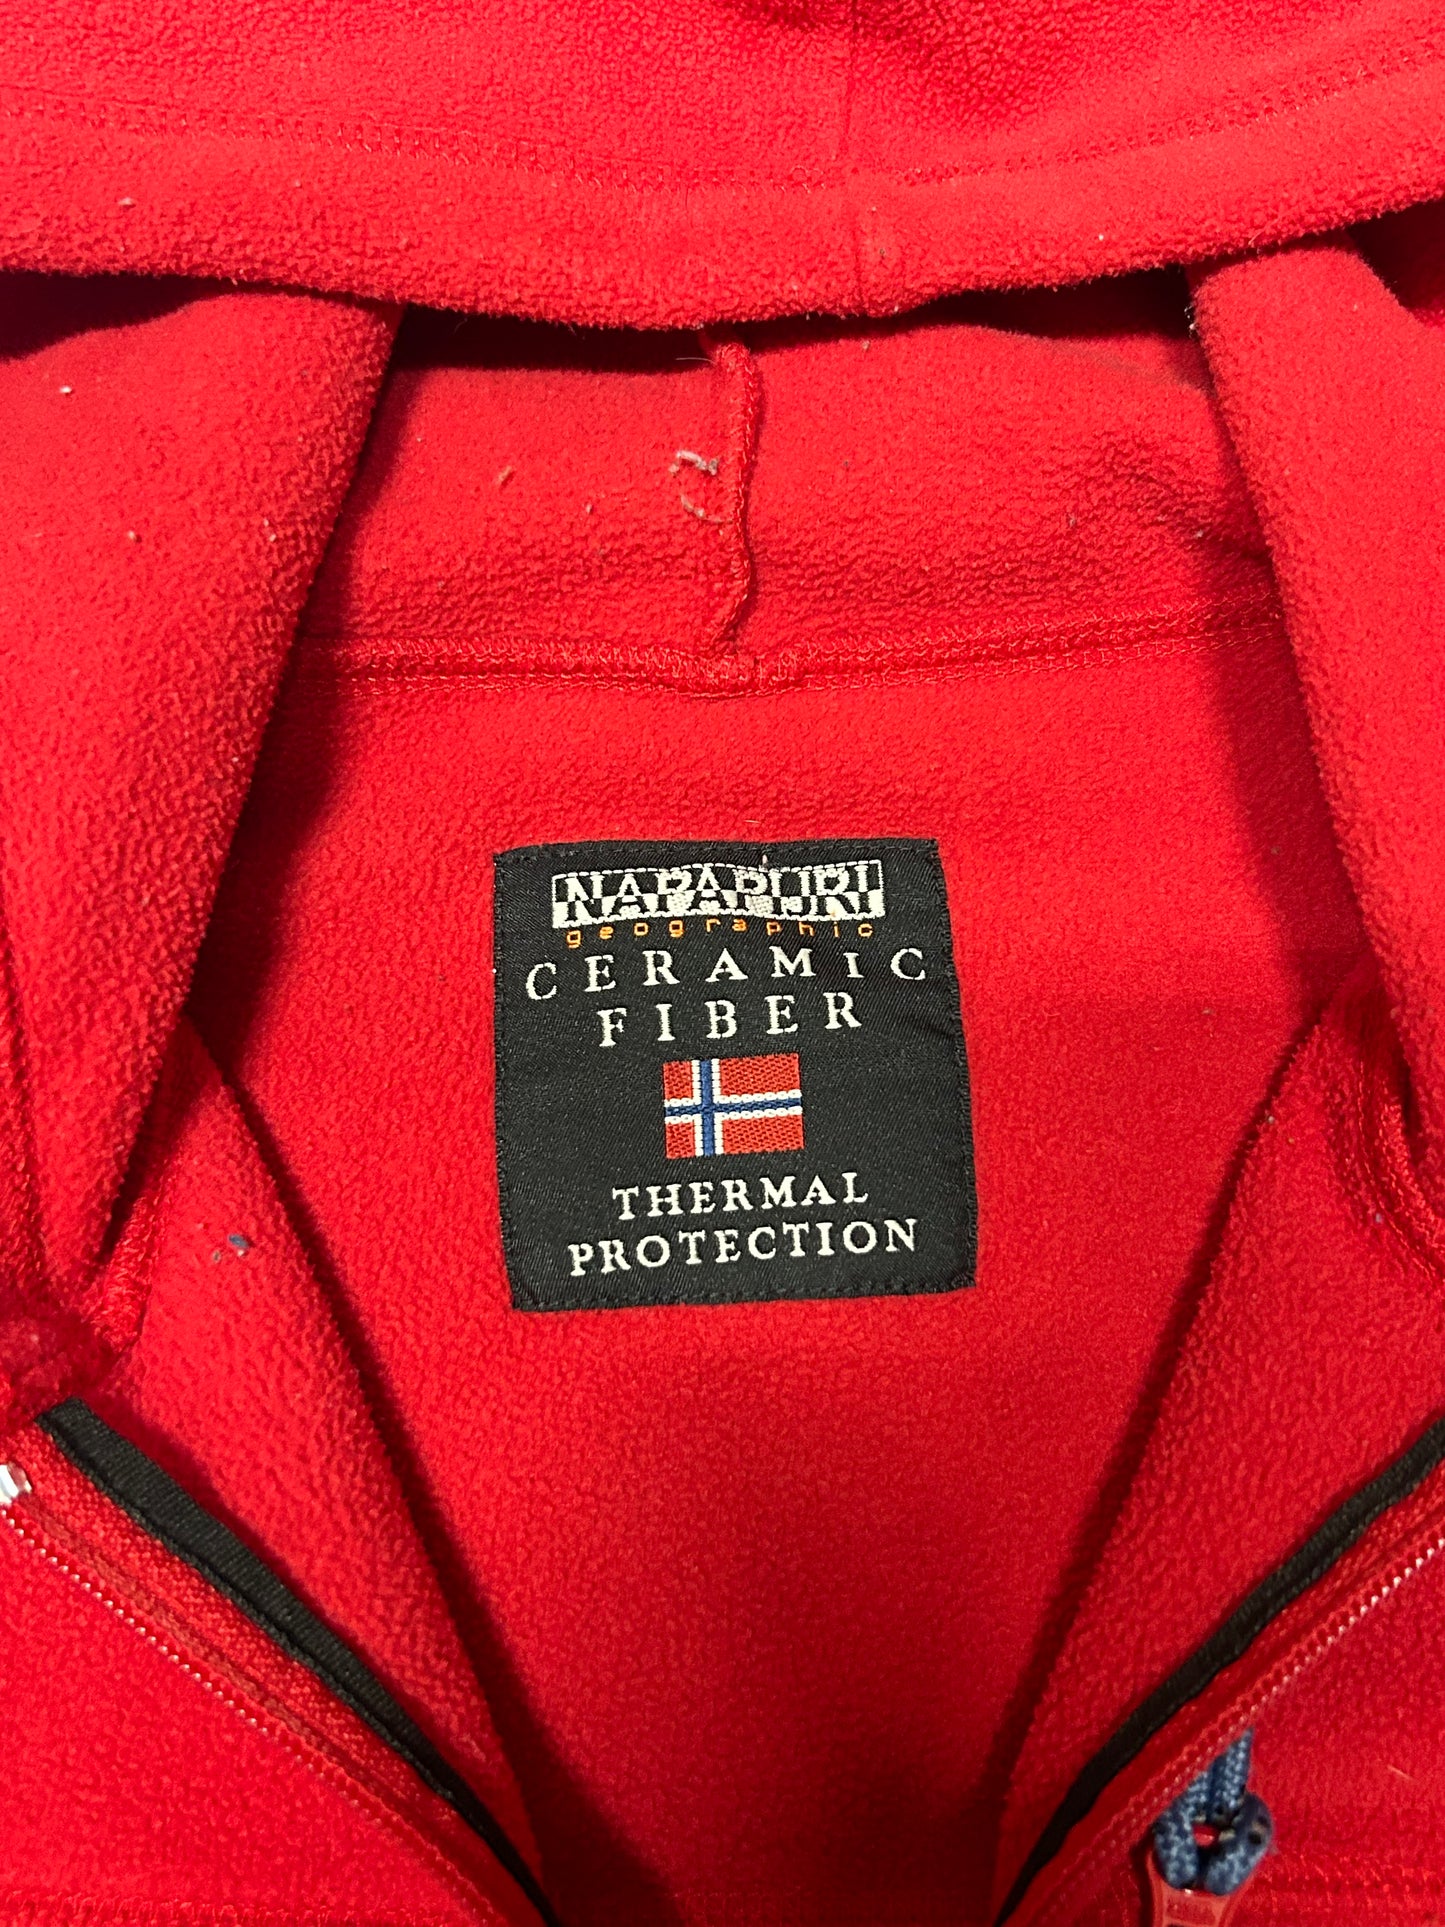 NAPAPIJRI
geographic
CERAMiC
FIBER
THERMAL
PROTECTION